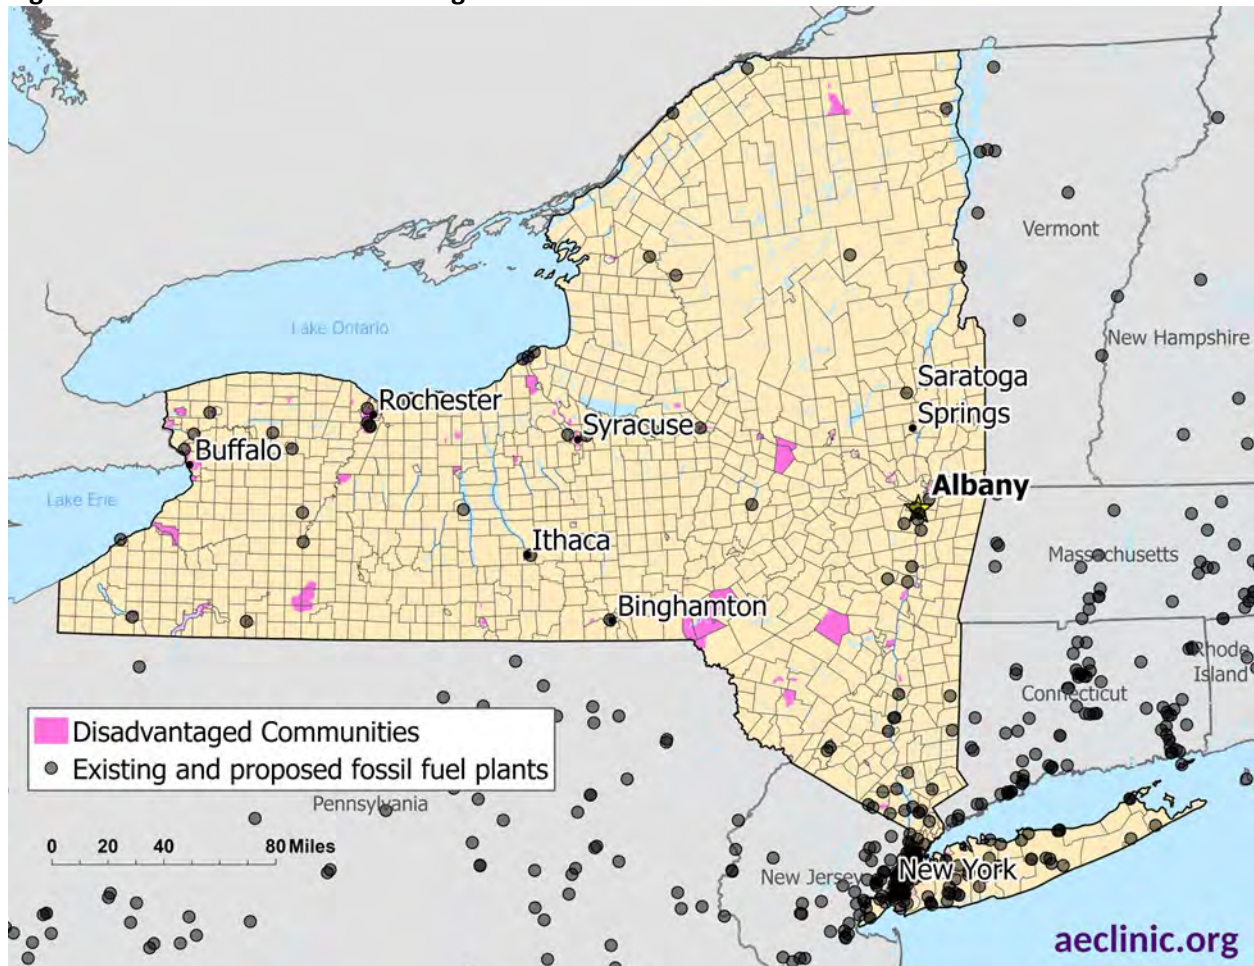 Lake Ontario
Vermont
New Hampshire
Rochester
Saratoga
Springs
Syracuse
Buffalo
Lake Erie
Albany
Massachusetts
Ithaca
Binghamton
Rhode
Island
Connecticut
Disadvantaged Communities
Existing and proposed fossil fuel plants
Pennsylvania
0 20 40 80 Miles
New Jersey
New York
aeclinic.org